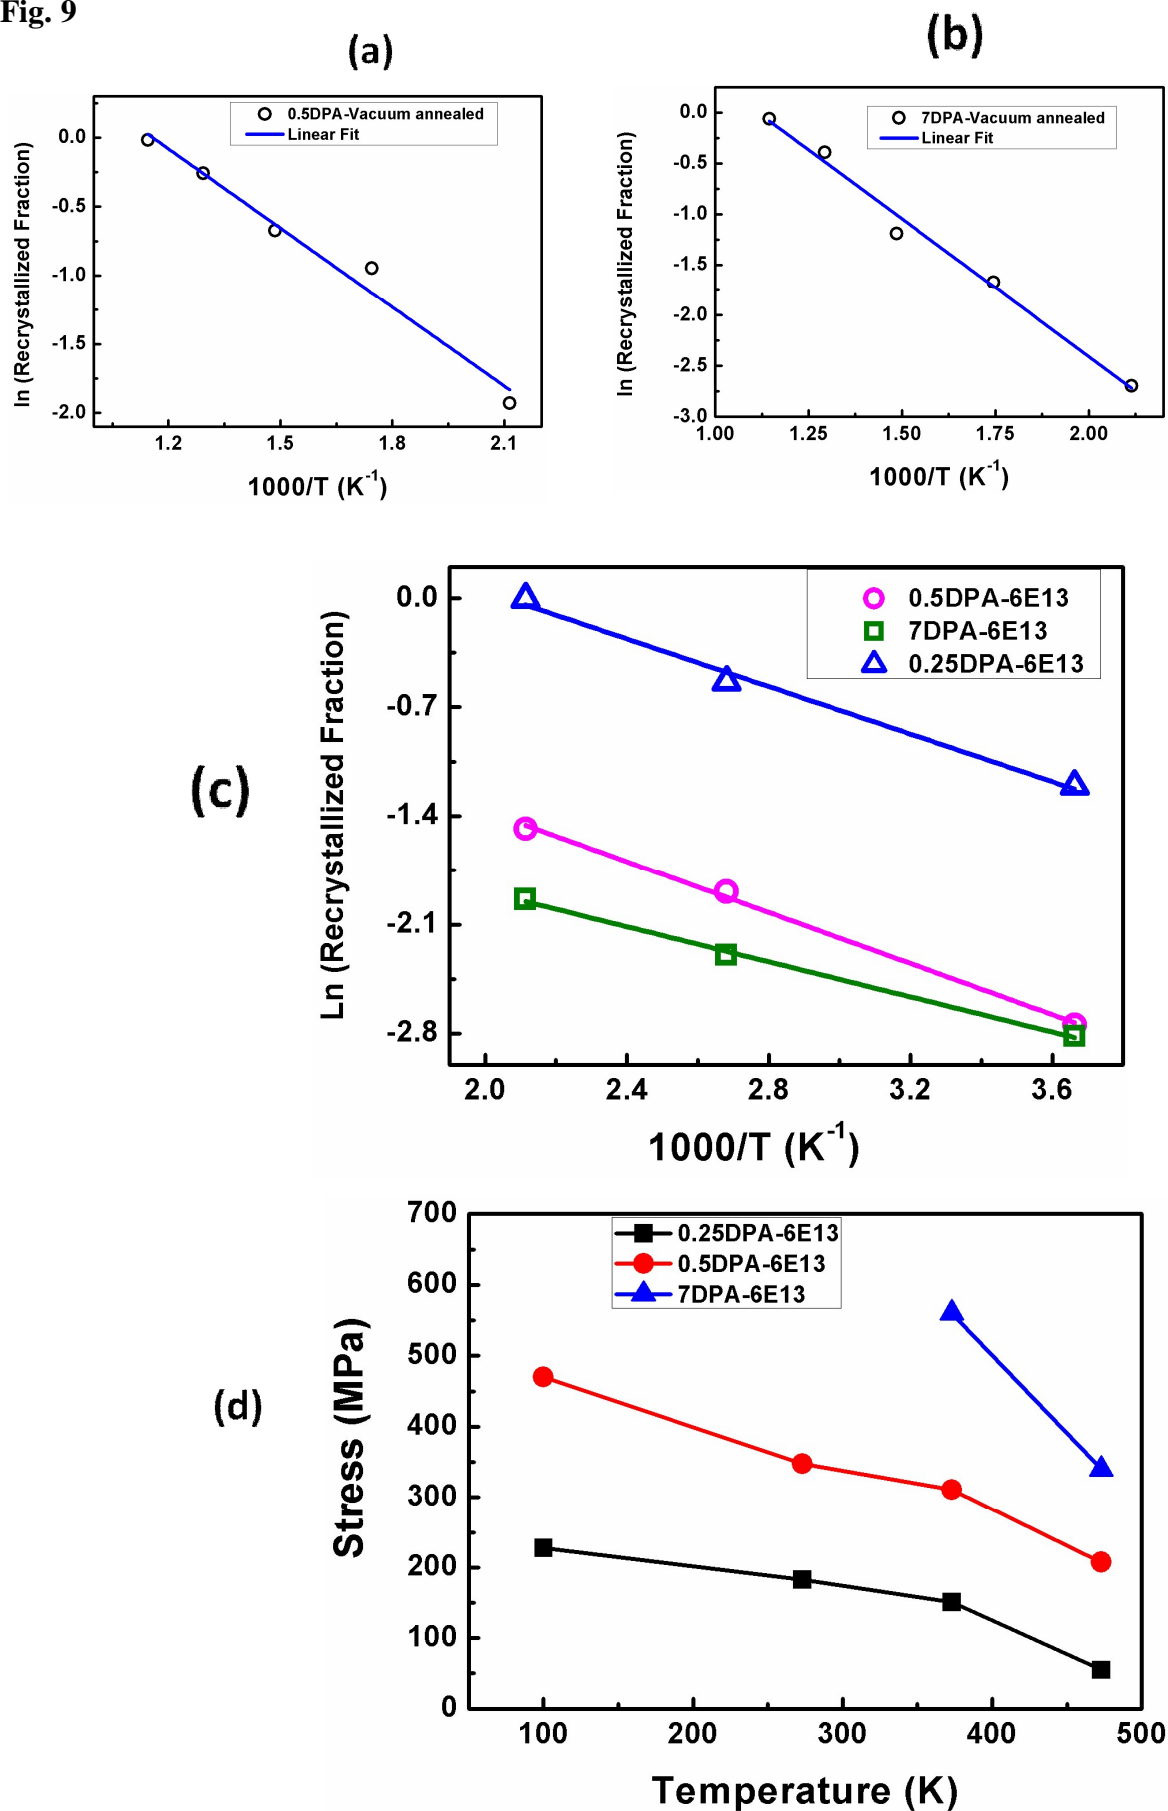 Fig. 9
(a)
0.5DPA-Vacuum annealed
Linear Fit
0.0
-0.5
-1.0
-1.5
-2.0
ln (Recrystallized Fraction)
1.2 1.5 1.8 2.1
1000/T (K-1)
(b)
7DPA-Vacuum annealed
Linear Fit
0.0
-0.5
-1.0
-1.5
-2.0
-2.5
-3.0
ln (Recrystallized Fraction)
1.00 1.25 1.50 1.75 2.00
1000/T (K-1)
(c)
0.5DPA-6E13
7DPA-6E13
0.25DPA-6E13
0.0
-0.7
-1.4
-2.1
-2.8
Ln (Recrystallized Fraction)
2.0 2.4 2.8 3.2 3.6
1000/T (K-1)
(d)
0.25DPA-6E13
0.5DPA-6E13
7DPA-6E13
700
600
500
400
300
200
100
0
Stress (MPa)
100 200 300 400 500
Temperature (K)